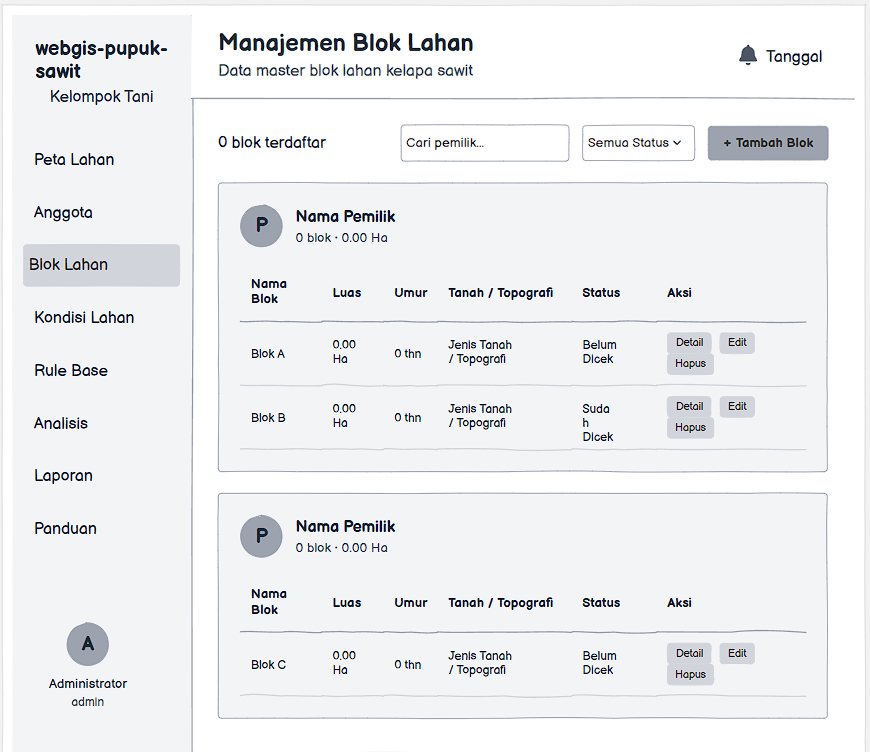 webgis-pupuk-
sawit
Kelompok Tani
Peta Lahan
Anggota
Blok Lahan
Kondisi Lahan
Rule Base
Analisis
Laporan
Panduan
A
Administrator
admin
Manajemen Blok Lahan
Data master blok lahan kelapa sawit
Tanggal
0 blok terdaftar
Cari pemilik...
Semua Status
+ Tambah Blok
P
Nama Pemilik
0 blok · 0.00 Ha
Nama
Blok
Luas
Umur
Tanah / Topografi
Status
Aksi
Blok A
0,00
Ha
0 thn
Jenis Tanah
/ Topografi
Belum
Dicek
Detail
Edit
Hapus
Blok B
0,00
Ha
0 thn
Jenis Tanah
/ Topografi
Suda
h
Dicek
Detail
Edit
Hapus
P
Nama Pemilik
0 blok · 0.00 Ha
Nama
Blok
Luas
Umur
Tanah / Topografi
Status
Aksi
Blok C
0,00
Ha
0 thn
Jenis Tanah
/ Topografi
Belum
Dicek
Detail
Edit
Hapus